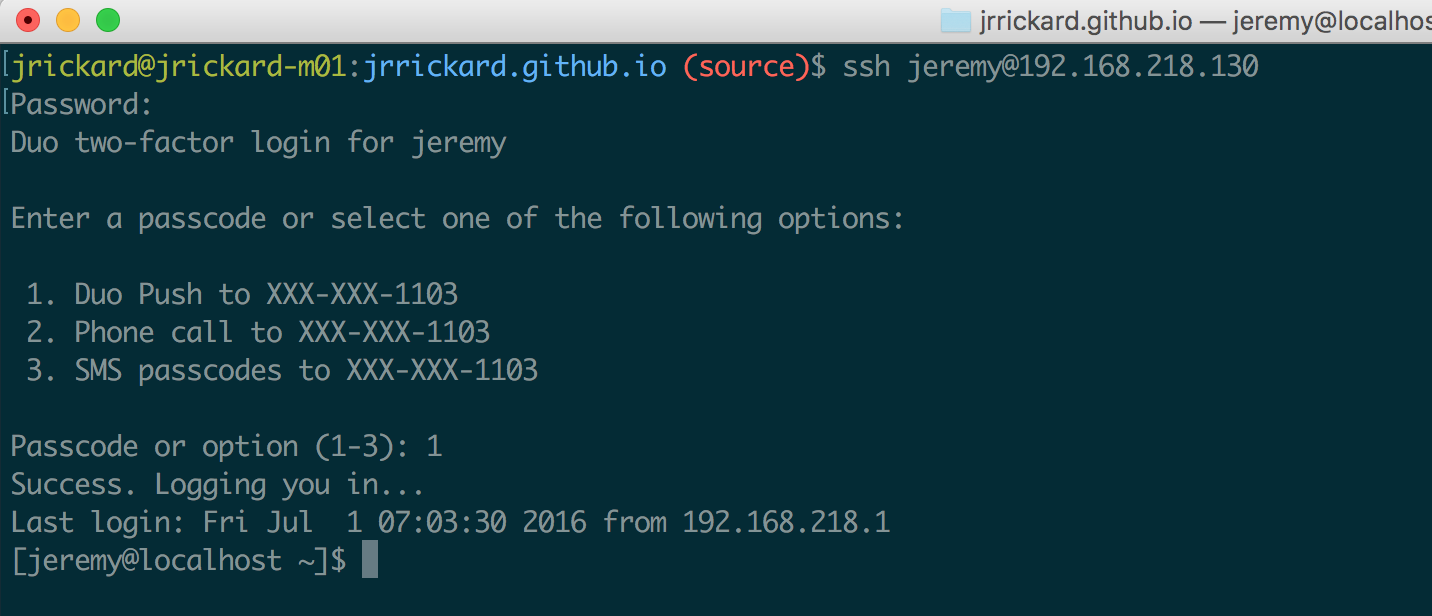 jrrickard.github.io — jeremy@localhos
[jrickard@jrickard-m01:jrrickard.github.io (source)$ ssh jeremy@192.168.218.130
[Password:
Duo two-factor login for jeremy
Enter a passcode or select one of the following options:
1. Duo Push to XXX-XXX-1103
2. Phone call to XXX-XXX-1103
3. SMS passcodes to XXX-XXX-1103
Passcode or option (1-3): 1
Success. Logging you in...
Last login: Fri Jul  1 07:03:30 2016 from 192.168.218.1
[jeremy@localhost ~]$